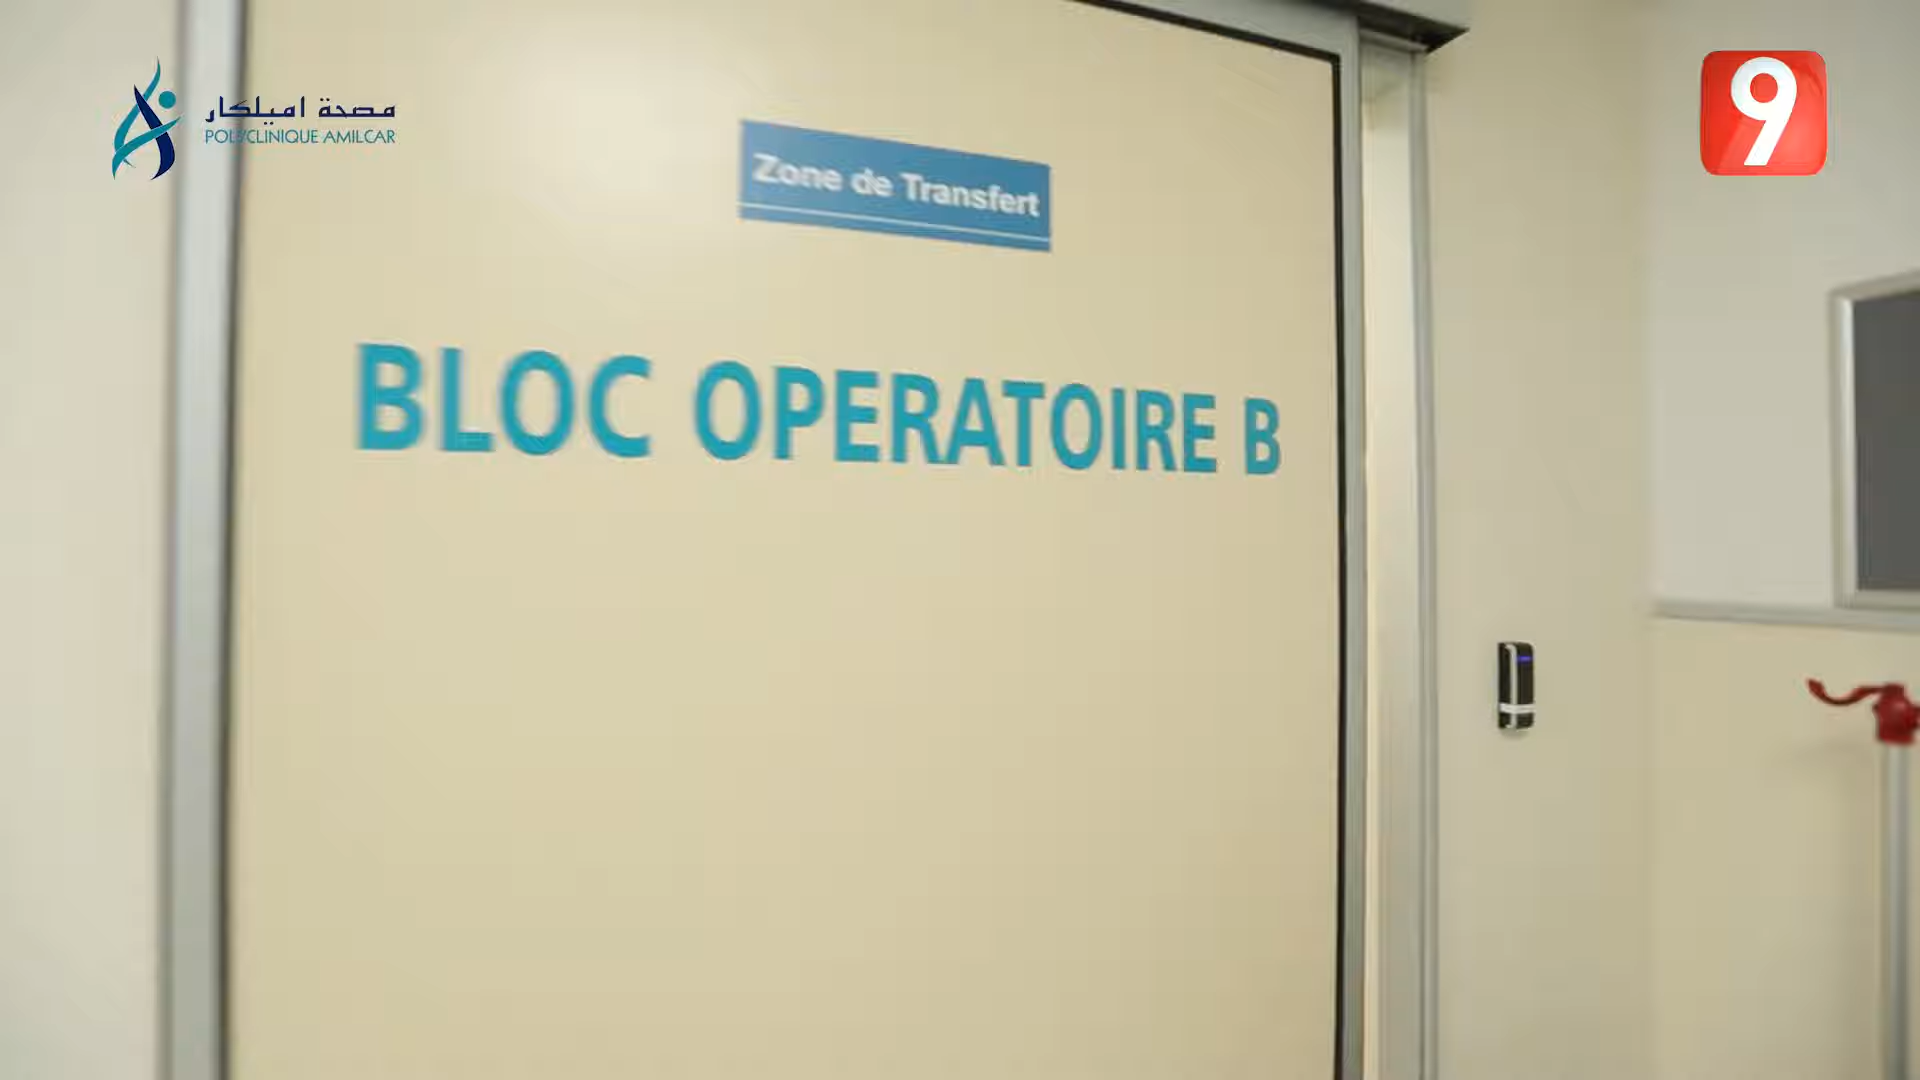 مصحة اميلكار
POLYCLINIQUE AMILCAR
9
Zone de Transfert
BLOC OPERATOIRE B